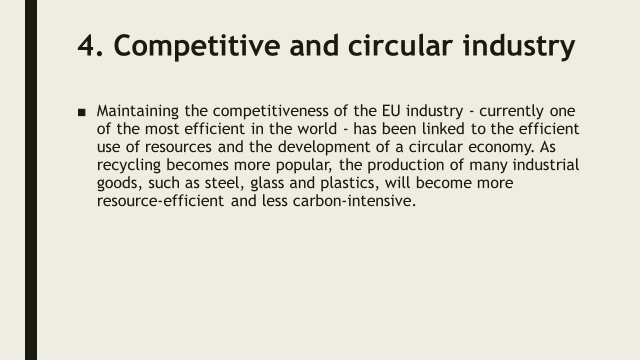 4. Competitive and circular industry
■ Maintaining the competitiveness of the EU industry - currently one
of the most efficient in the world - has been linked to the efficient
use of resources and the development of a circular economy. As
recycling becomes more popular, the production of many industrial
goods, such as steel, glass and plastics, will become more
resource-efficient and less carbon-intensive.